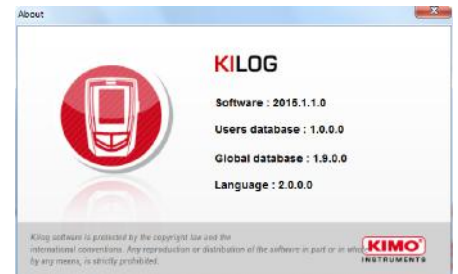 About
KILOG
Software : 2015.1.1.0
Users database : 1.0.0.0
Global database : 1.9.0.0
Language : 2.0.0.0
Kilog software is protected by the copyright law and the
international conventions. Any reproduction or distribution of the software in part or in whole
by any means, is strictly prohibited.
KIMO
INSTRUMENTS